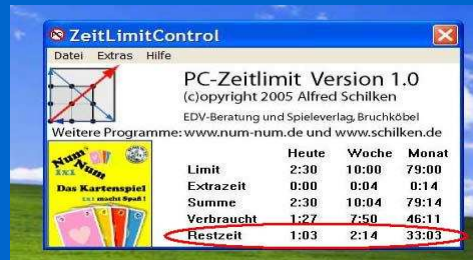 ZeitLimitControl
Datei Extras Hilfe
PC-Zeitlimit Version 1.0
(c)opyright 2005 Alfred Schilken
EDV-Beratung und Spieleverlag, Bruchköbel
Weitere Programme: www.num-num.de und www.schilken.de
Num Num
1x1
Das Kartenspiel
1x1 macht Spaß!
Heute Woche Monat
Limit 2:30 10:00 79:00
Extrazeit 0:00 0:04 0:14
Summe 2:30 10:04 79:14
Verbraucht 1:27 7:50 46:11
Restzeit 1:03 2:14 33:03